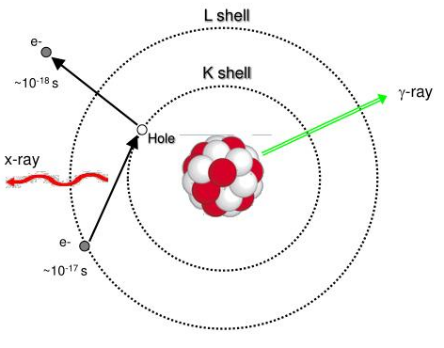 L shell
e-
~10-18 s
K shell
γ-ray
Hole
x-ray
e-
~10-17 s